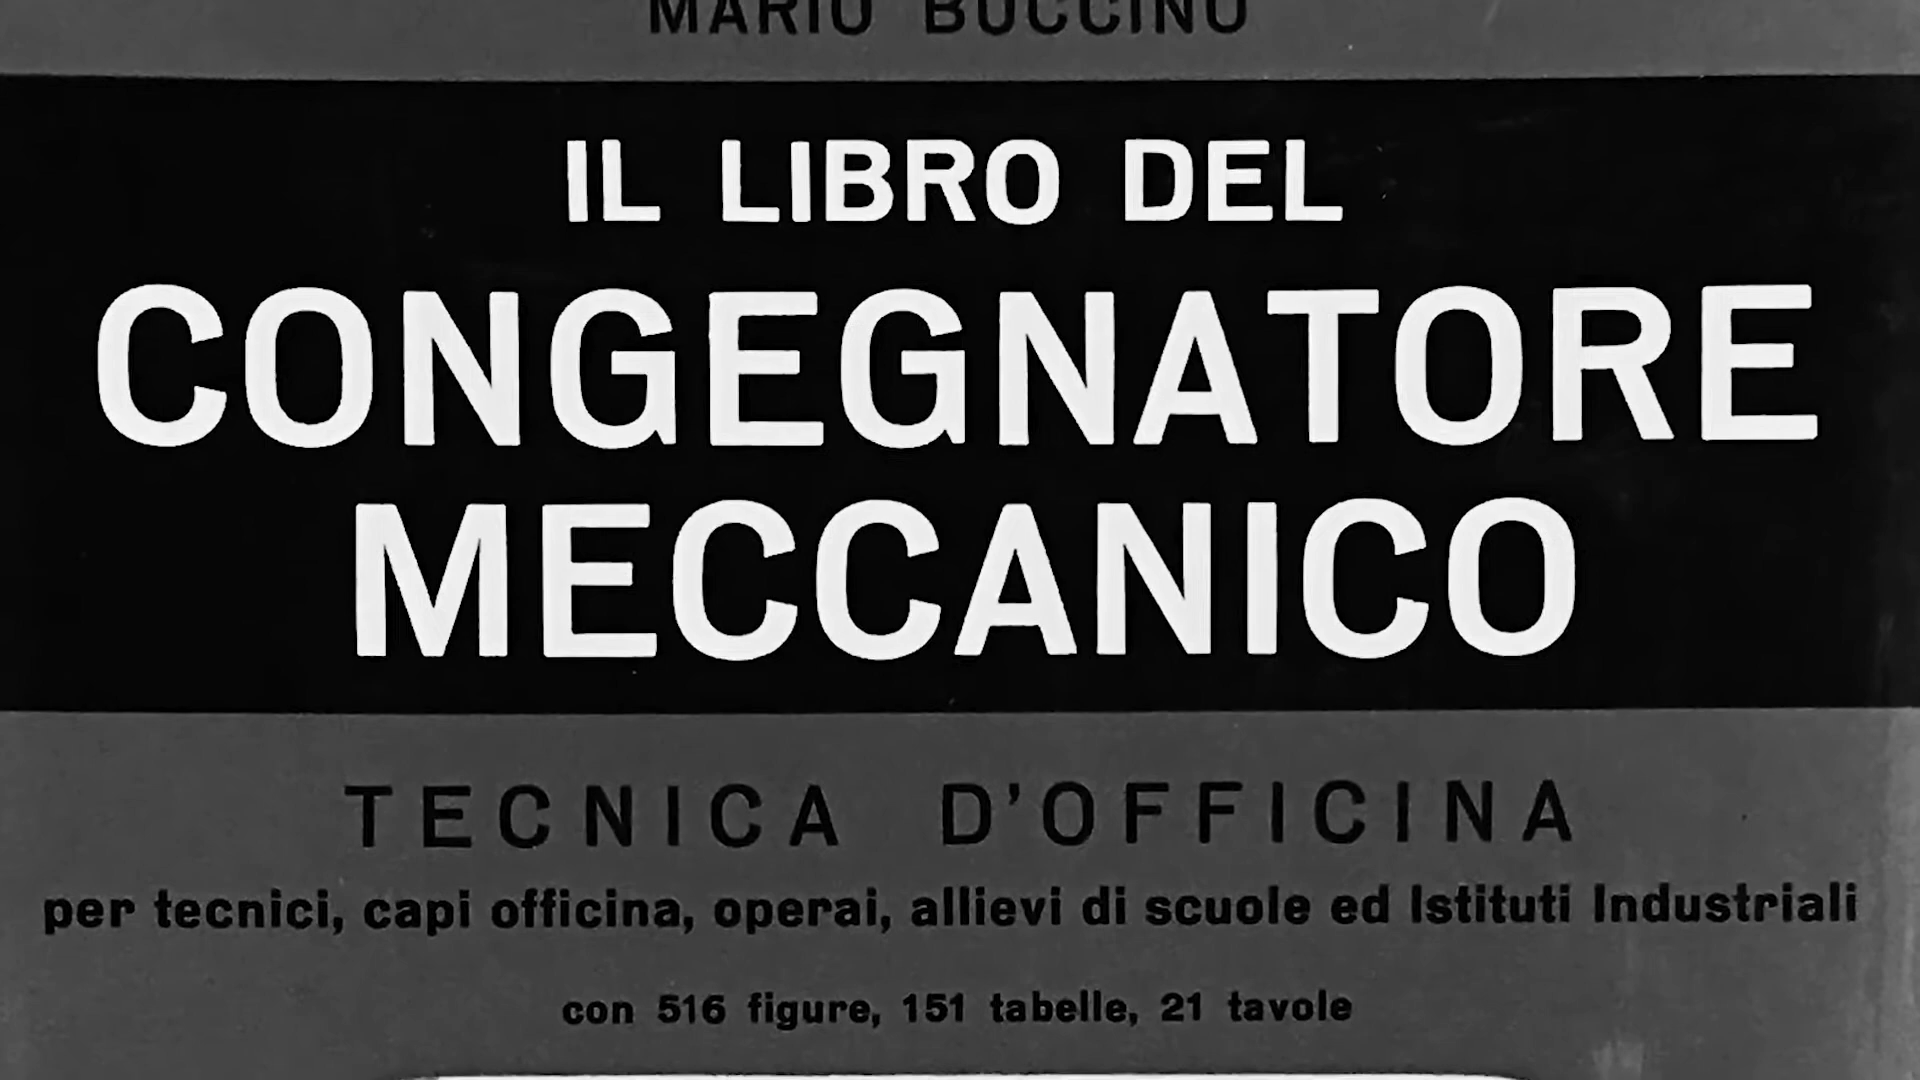 MARIO BUCCINO
IL LIBRO DEL
CONGEGNATORE
MECCANICO
TECNICA D'OFFICINA
per tecnici, capi officina, operai, allievi di scuole ed Istituti Industriali
con 516 figure, 151 tabelle, 21 tavole